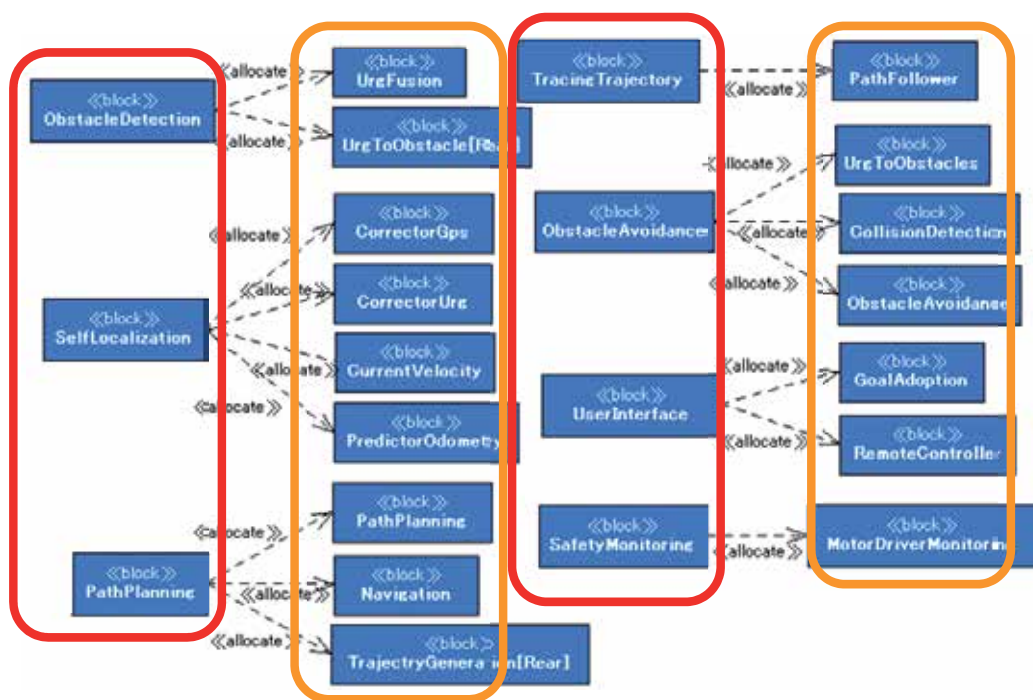 ≪block≫
ObstacleDetection
≪allocate≫
≪allocate≫
≪block≫
UrgFusion
≪block≫
UrgToObstacle[Rear]
≪block≫
SelfLocalization
≪allocate≫
≪allocate≫
≪allocate≫
≪allocate≫
≪block≫
CorrectorGps
≪block≫
CorrectorUrg
≪block≫
CurrentVelocity
≪block≫
PredictorOdometry
≪block≫
PathPlanning
≪allocate≫
≪allocate≫
≪allocate≫
≪block≫
PathPlanning
≪block≫
Navigation
≪block≫
TrajectryGeneration[Rear]
≪block≫
TracingTrajectory
≪allocate≫
≪block≫
PathFollower
≪block≫
ObstacleAvoidance
≪allocate≫
≪allocate≫
≪allocate≫
≪block≫
UrgToObstacles
≪block≫
CollisionDetection
≪block≫
ObstacleAvoidance
≪block≫
UserInterface
≪allocate≫
≪allocate≫
≪block≫
GoalAdoption
≪block≫
RemoteController
≪block≫
SafetyMonitoring
≪allocate≫
≪block≫
MotorDriverMonitoring